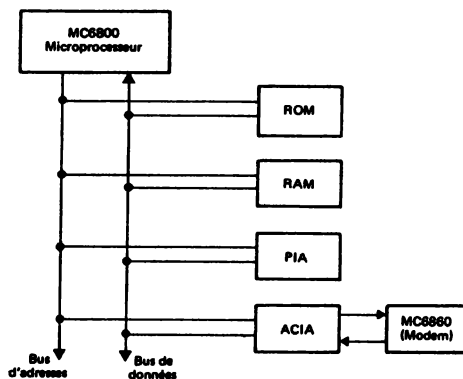 MC6800
Microprocesseur
ROM
RAM
PIA
ACIA
MC6860
(Modem)
Bus
d'adresses
Bus de
données